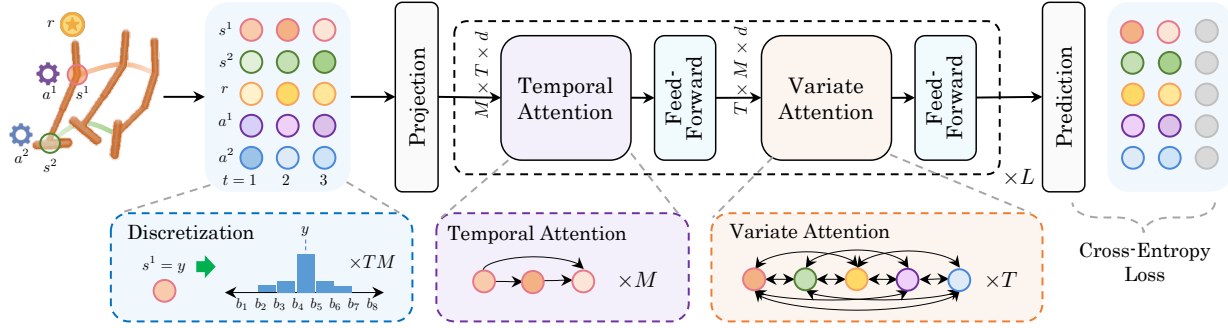 r
a¹
s¹
a²
s²
s¹
s²
r
a¹
a²
t = 1 2 3
Projection
M × T × d
Temporal
Attention
Feed-
Forward
T × M × d
Variate
Attention
Feed-
Forward
×L
Prediction
Discretization
s¹ = y
y
×TM
b₁ b₂ b₃ b₄ b₅ b₆ b₇ b₈
Temporal Attention
×M
Variate Attention
×T
Cross-Entropy
Loss